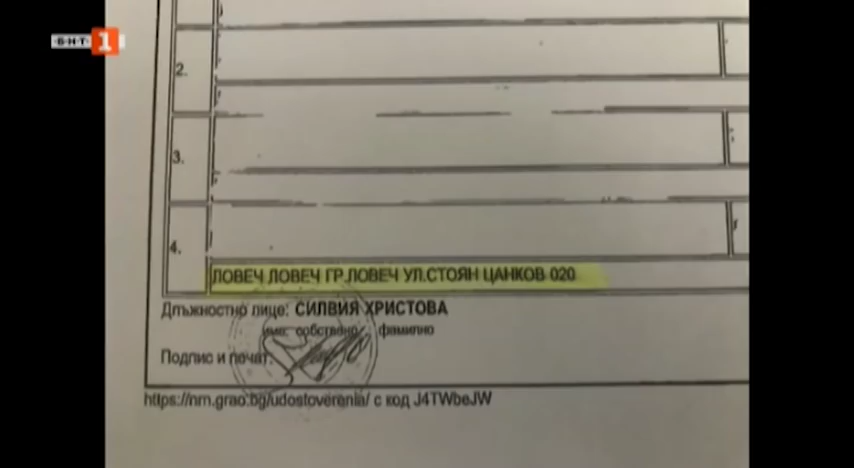 БНТ 1
2.
3.
4.
ЛОВЕЧ ЛОВЕЧ ГР.ЛОВЕЧ УЛ.СТОЯН ЦАНКОВ 020
Длъжностно лице: СИЛВИЯ ХРИСТОВА
име: собствено фамилно
Подпис и печат:
https://nm.grao.bg/udostoverenia/ с код J4TWbeJW